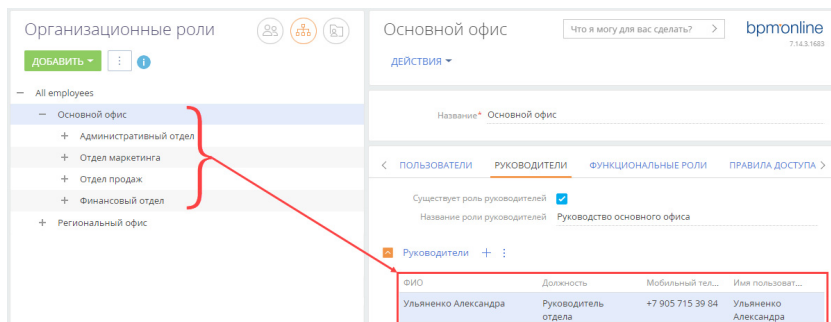 Организационные роли
ДОБАВИТЬ
All employees
Основной офис
Административный отдел
Отдел маркетинга
Отдел продаж
Финансовый отдел
Региональный офис
Основной офис
Что я могу для вас сделать? >
bpmonline
7.14.3.1683
ДЕЙСТВИЯ
Название* Основной офис
< ПОЛЬЗОВАТЕЛИ РУКОВОДИТЕЛИ ФУНКЦИОНАЛЬНЫЕ РОЛИ ПРАВИЛА ДОСТУПА >
Существует роль руководителей
Название роли руководителей Руководство основного офиса
Руководители + ⋮
ФИО Должность Мобильный тел... Имя пользоват...
Ульяненко Александра Руководитель отдела +7 905 715 39 84 Ульяненко Александра